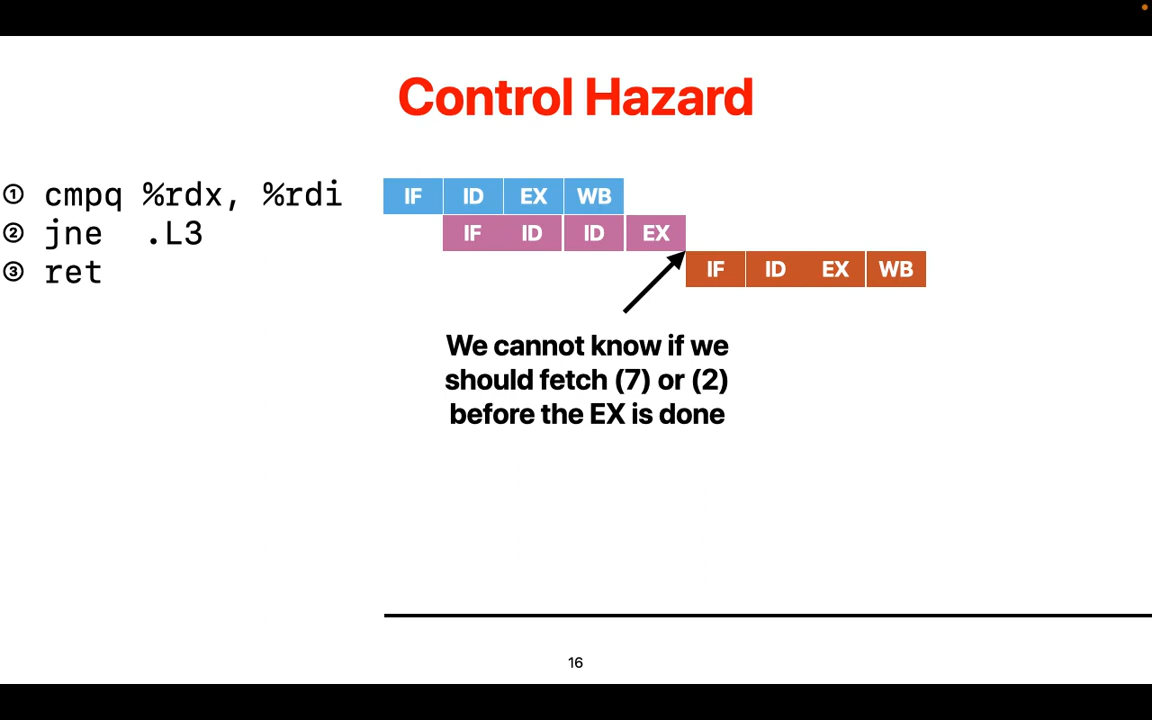 Control Hazard
① cmpq %rdx, %rdi IF ID EX WB
② jne .L3 IF ID ID EX
③ ret IF ID EX WB
We cannot know if we
should fetch (7) or (2)
before the EX is done
16